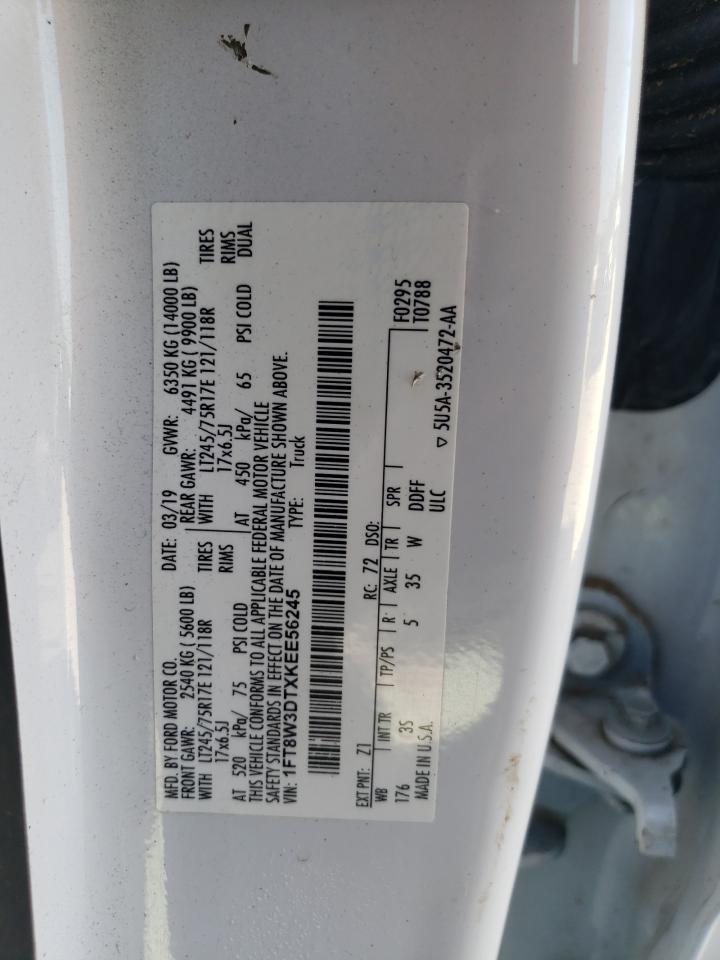 MFD. BY FORD MOTOR CO. DATE: 03/19 GVWR: 6350 KG (14000 LB)
FRONT GAWR: 2540 KG ( 5600 LB) REAR GAWR: 4491 KG ( 9900 LB)
WITH LT245/75R17E 121/118R TIRES WITH LT245/75R17E 121/118R TIRES
17x6.5J RIMS 17x6.5J RIMS
AT 520 kPa/ 75 PSI COLD AT 450 kPa/ 65 PSI COLD DUAL
THIS VEHICLE CONFORMS TO ALL APPLICABLE FEDERAL MOTOR VEHICLE
SAFETY STANDARDS IN EFFECT ON THE DATE OF MANUFACTURE SHOWN ABOVE.
VIN: 1FT8W3DTXKEE56245 TYPE: Truck
EXT PNT: Z1 RC: 72 DSO: F0295
WB INT TR TP/PS R AXLE TR SPR T0788
176 3S 5 35 W DDFF
MADE IN U.S.A. ULC ▽ 5U5A-3520472-AA